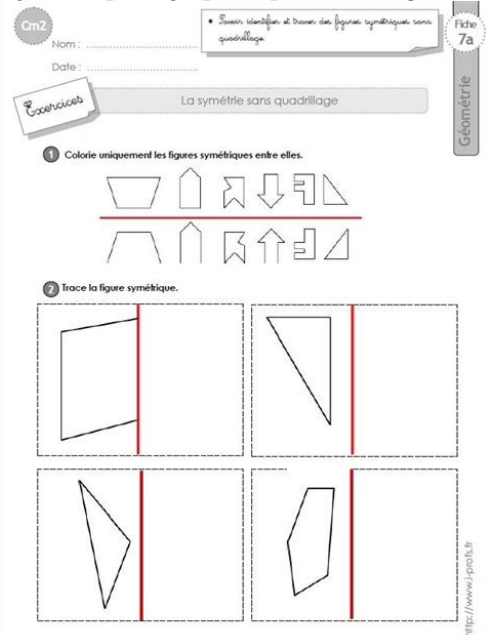 Cm2
Nom :
Date :
• Savoir identifier et tracer des figures symétriques sans
quadrillage.
Fiche
7a
Géométrie
Exercices
La symétrie sans quadrillage
1 Colorie uniquement les figures symétriques entre elles.
2 Trace la figure symétrique.
http://www.i-profs.fr